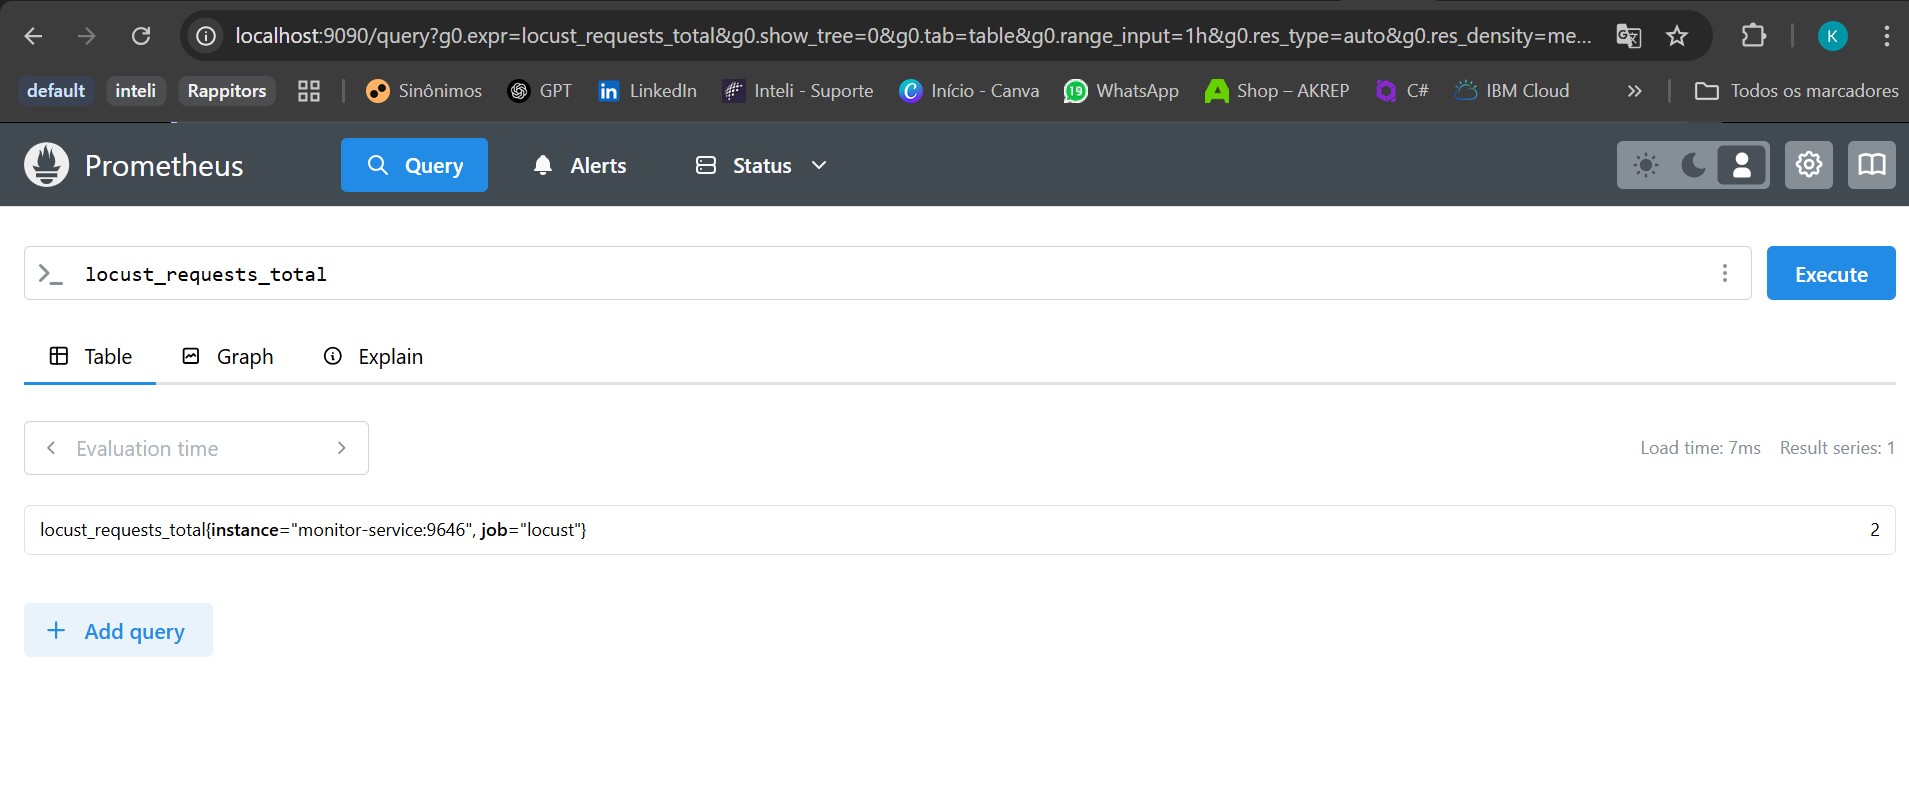 localhost:9090/query?g0.expr=locust_requests_total&g0.show_tree=0&g0.tab=table&g0.range_input=1h&g0.res_type=auto&g0.res_density=me...
K
default inteli Rappitors Sinônimos GPT LinkedIn Inteli - Suporte Início - Canva 19 WhatsApp Shop – AKREP C# IBM Cloud » Todos os marcadores
Prometheus Query Alerts Status
locust_requests_total Execute
Table Graph Explain
Evaluation time Load time: 7ms Result series: 1
locust_requests_total{instance="monitor-service:9646", job="locust"} 2
+ Add query